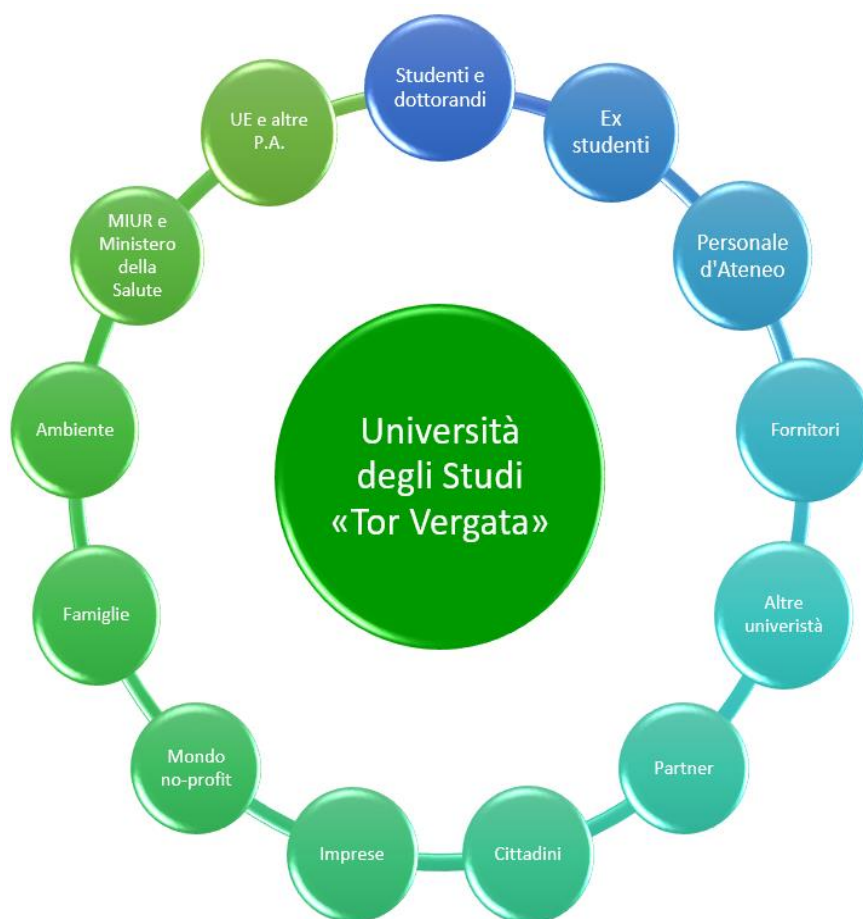 Studenti e
dottorandi
Ex
studenti
Personale
d'Ateneo
Fornitori
Altre
univeristà
Partner
Cittadini
Imprese
Mondo
no-profit
Famiglie
Ambiente
MIUR e
Ministero
della
Salute
UE e altre
P.A.
Università
degli Studi
«Tor Vergata»